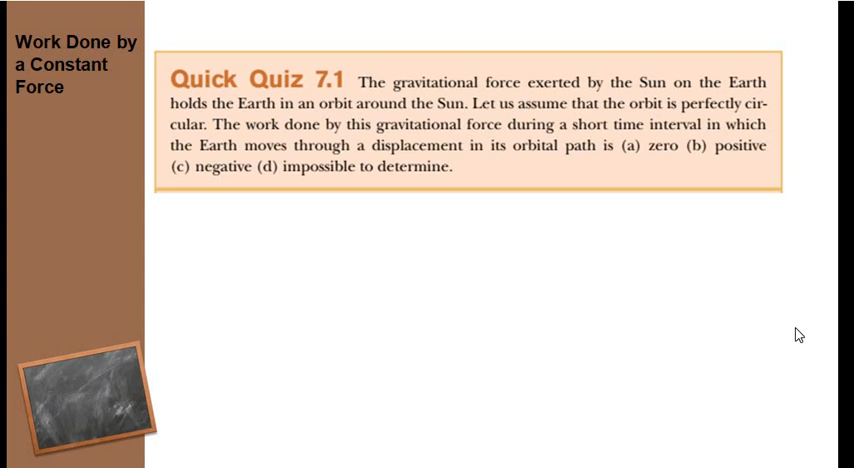 Work Done by
a Constant
Force
Quick Quiz 7.1 The gravitational force exerted by the Sun on the Earth
holds the Earth in an orbit around the Sun. Let us assume that the orbit is perfectly cir-
cular. The work done by this gravitational force during a short time interval in which
the Earth moves through a displacement in its orbital path is (a) zero (b) positive
(c) negative (d) impossible to determine.